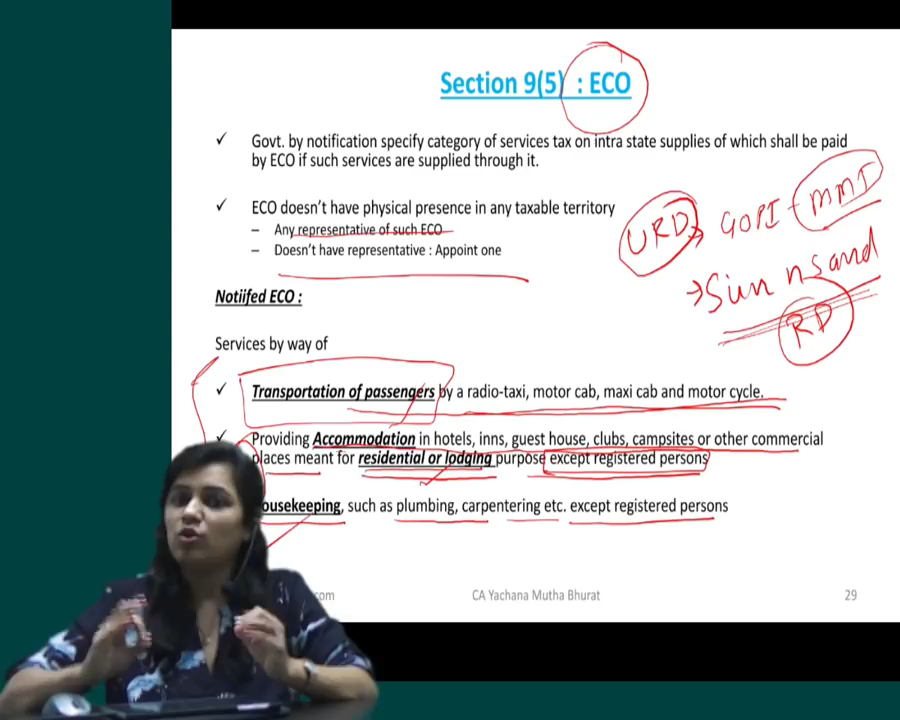 Section 9(5) : ECO
✓ Govt. by notification specify category of services tax on intra state supplies of which shall be paid
by ECO if such services are supplied through it.
✓ ECO doesn't have physical presence in any taxable territory
– Any representative of such ECO
– Doesn't have representative : Appoint one
URD → GOPI - MMT
→ Sun n Sand
RD
Notiifed ECO :
Services by way of
✓ Transportation of passengers by a radio-taxi, motor cab, maxi cab and motor cycle.
✓ Providing Accommodation in hotels, inns, guest house, clubs, campsites or other commercial
places meant for residential or lodging purpose except registered persons
ousekeeping, such as plumbing, carpentering etc. except registered persons
com
CA Yachana Mutha Bhurat
29